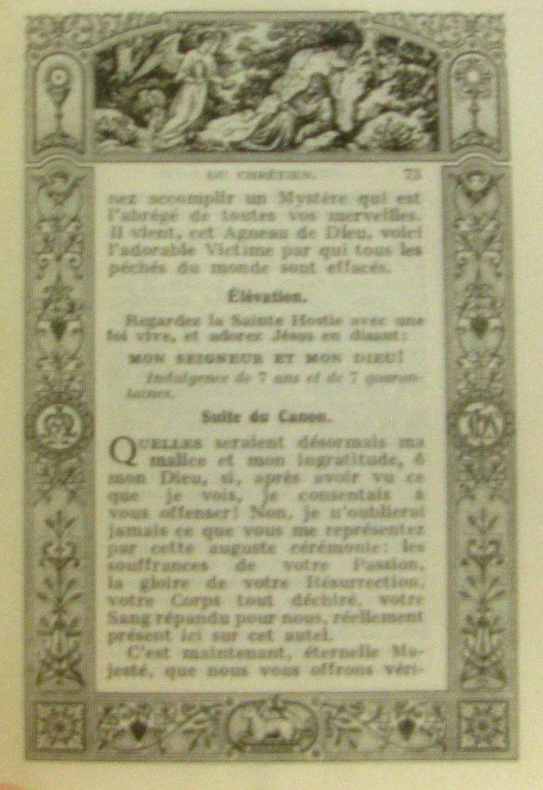 DU CHRÉTIEN. 73
nez accomplir un Mystère qui est
l'abrégé de toutes vos merveilles.
Il vient, cet Agneau de Dieu, voici
l'adorable Victime par qui tous les
péchés du monde sont effacés.
Élévation.
Regardez la Sainte Hostie avec une
foi vive, et adorez Jésus en disant:
MON SEIGNEUR ET MON DIEU!
Indulgence de 7 ans et de 7 quaran-
taines.
Suite du Canon.
QUELLES seraient désormais ma
malice et mon ingratitude, ô
mon Dieu, si, après avoir vu ce
que je vois, je consentais à
vous offenser! Non, je n'oublierai
jamais ce que vous me représentez
par cette auguste cérémonie: les
souffrances de votre Passion,
la gloire de votre Résurrection,
votre Corps tout déchiré, votre
Sang répandu pour nous, réellement
présent ici sur cet autel.
C'est maintenant, éternelle Ma-
jesté, que nous vous offrons véri-